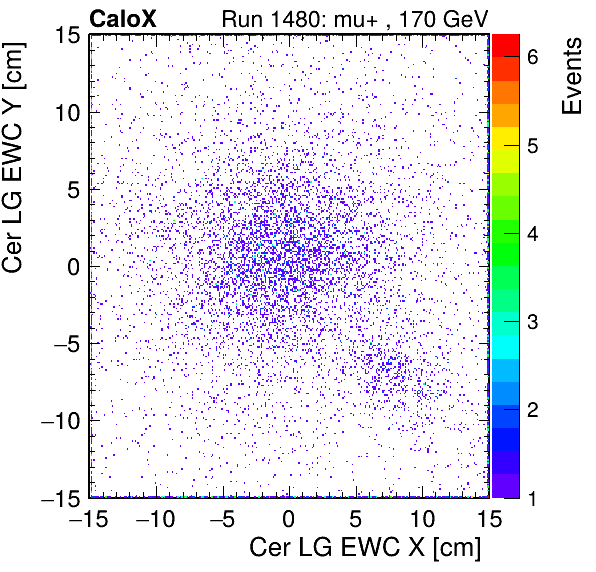 CaloX Run 1480: mu+ , 170 GeV
Cer LG EWC Y [cm]
15
10
5
0
−5
−10
−15
−15 −10 −5 0 5 10 15
Cer LG EWC X [cm]
Events
6
5
4
3
2
1